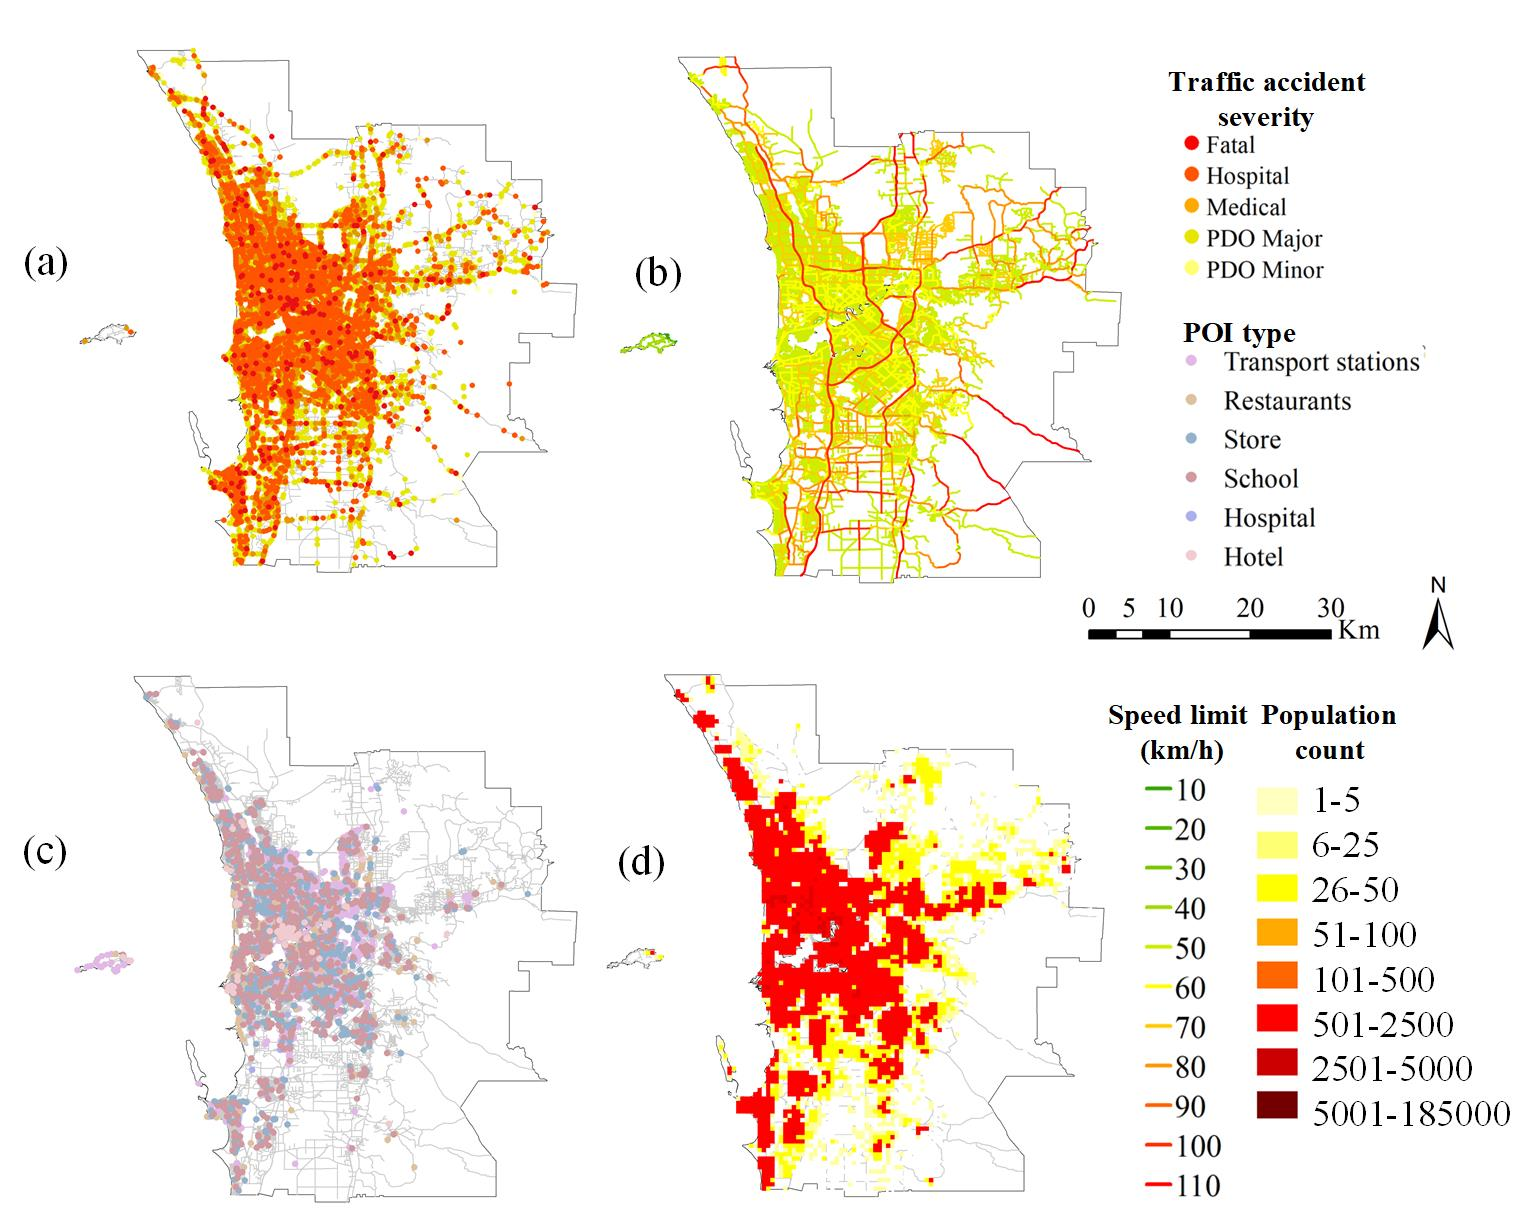 (a)
(b)
Traffic accident
severity
Fatal
Hospital
Medical
PDO Major
PDO Minor
POI type
Transport stations
Restaurants
Store
School
Hospital
Hotel
0 5 10 20 30
Km
N
(c)
(d)
Speed limit
(km/h)
10
20
30
40
50
60
70
80
90
100
110
Population
count
1-5
6-25
26-50
51-100
101-500
501-2500
2501-5000
5001-185000